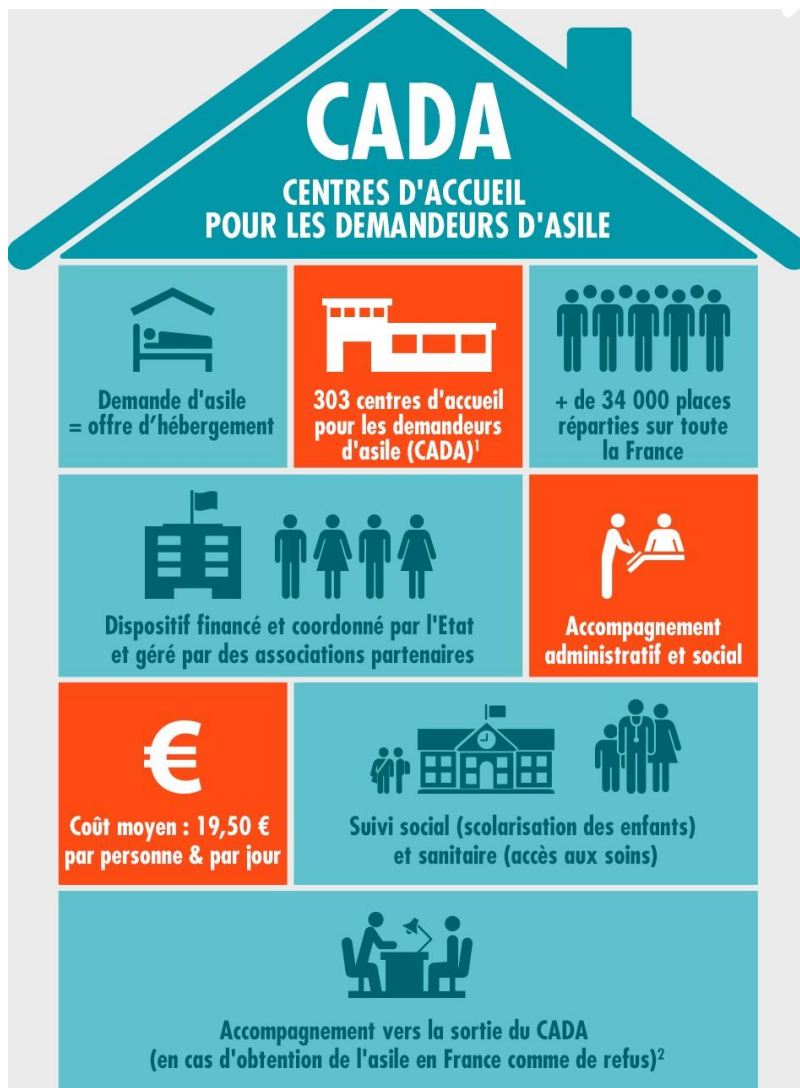 CADA
CENTRES D'ACCUEIL
POUR LES DEMANDEURS D'ASILE
Demande d'asile
= offre d’hébergement
303 centres d'accueil
pour les demandeurs
d'asile (CADA)¹
+ de 34 000 places
réparties sur toute
la France
Dispositif financé et coordonné par l'Etat
et géré par des associations partenaires
Accompagnement
administratif et social
€
Coût moyen : 19,50 €
par personne & par jour
Suivi social (scolarisation des enfants)
et sanitaire (accès aux soins)
Accompagnement vers la sortie du CADA
(en cas d'obtention de l'asile en France comme de refus)²